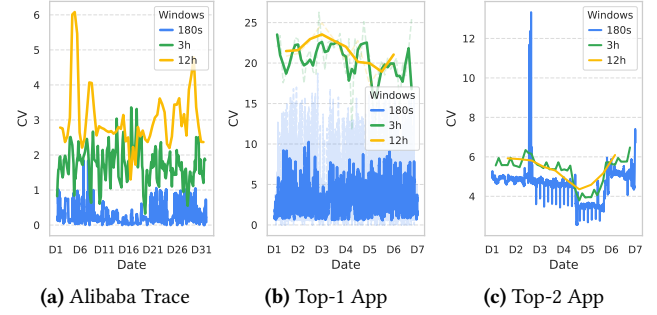 Windows
180s
3h
12h
CV
6
5
4
3
2
1
0
D1 D6 D11 D16 D21 D26 D31
Date
(a) Alibaba Trace
Windows
180s
3h
12h
CV
25
20
15
10
5
0
D1 D2 D3 D4 D5 D6 D7
Date
(b) Top-1 App
Windows
180s
3h
12h
CV
12
10
8
6
4
D1 D2 D3 D4 D5 D6 D7
Date
(c) Top-2 App